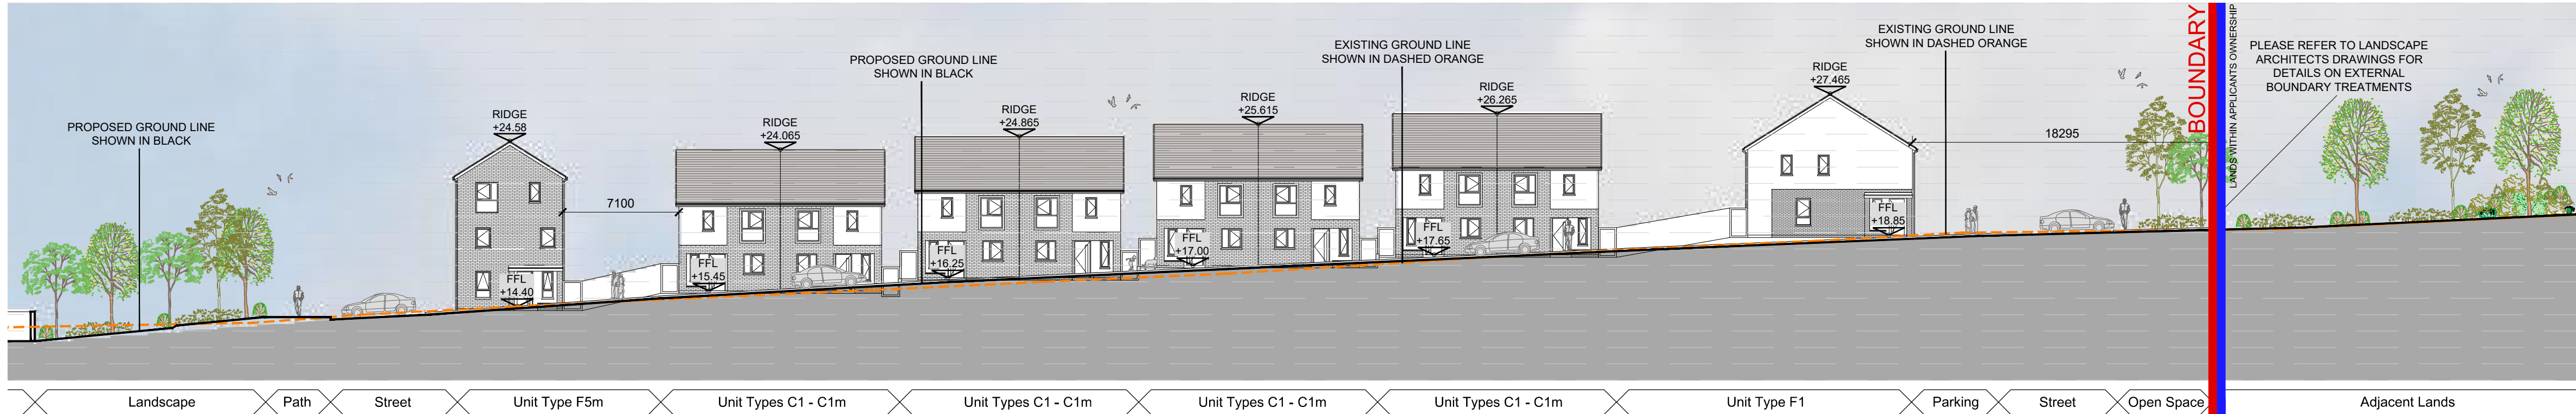 PROPOSED GROUND LINE
SHOWN IN BLACK
RIDGE
+24.58
7100
FFL
+14.40
RIDGE
+24.065
FFL
+15.45
PROPOSED GROUND LINE
SHOWN IN BLACK
RIDGE
+24.865
FFL
+16.25
RIDGE
+25.615
FFL
+17.00
EXISTING GROUND LINE
SHOWN IN DASHED ORANGE
RIDGE
+26.265
FFL
+17.65
RIDGE
+27.465
FFL
+18.85
EXISTING GROUND LINE
SHOWN IN DASHED ORANGE
18295
BOUNDARY
LANDS WITHIN APPLICANTS OWNERSHIP
PLEASE REFER TO LANDSCAPE
ARCHITECTS DRAWINGS FOR
DETAILS ON EXTERNAL
BOUNDARY TREATMENTS
Landscape
Path
Street
Unit Type F5m
Unit Types C1 - C1m
Unit Types C1 - C1m
Unit Types C1 - C1m
Unit Types C1 - C1m
Unit Type F1
Parking
Street
Open Space
Adjacent Lands